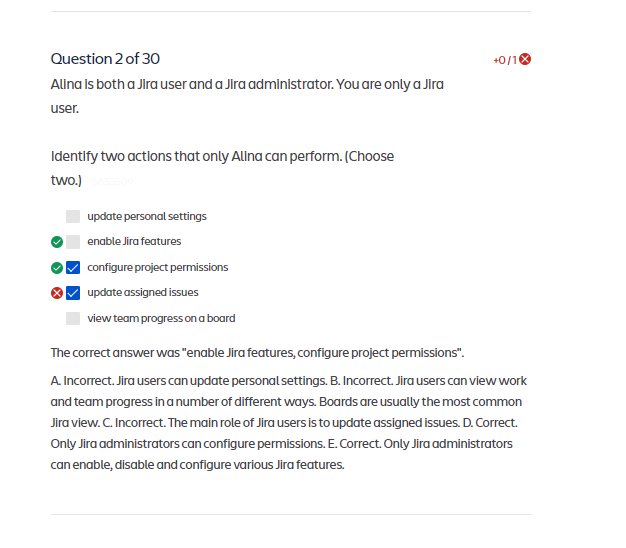 Question 2 of 30
+0/1
Alina is both a Jira user and a Jira administrator. You are only a Jira
user.
Identify two actions that only Alina can perform. (Choose
two.)
update personal settings
enable Jira features
configure project permissions
update assigned issues
view team progress on a board
The correct answer was "enable Jira features, configure project permissions".
A. Incorrect. Jira users can update personal settings. B. Incorrect. Jira users can view work
and team progress in a number of different ways. Boards are usually the most common
Jira view. C. Incorrect. The main role of Jira users is to update assigned issues. D. Correct.
Only Jira administrators can configure permissions. E. Correct. Only Jira administrators
can enable, disable and configure various Jira features.